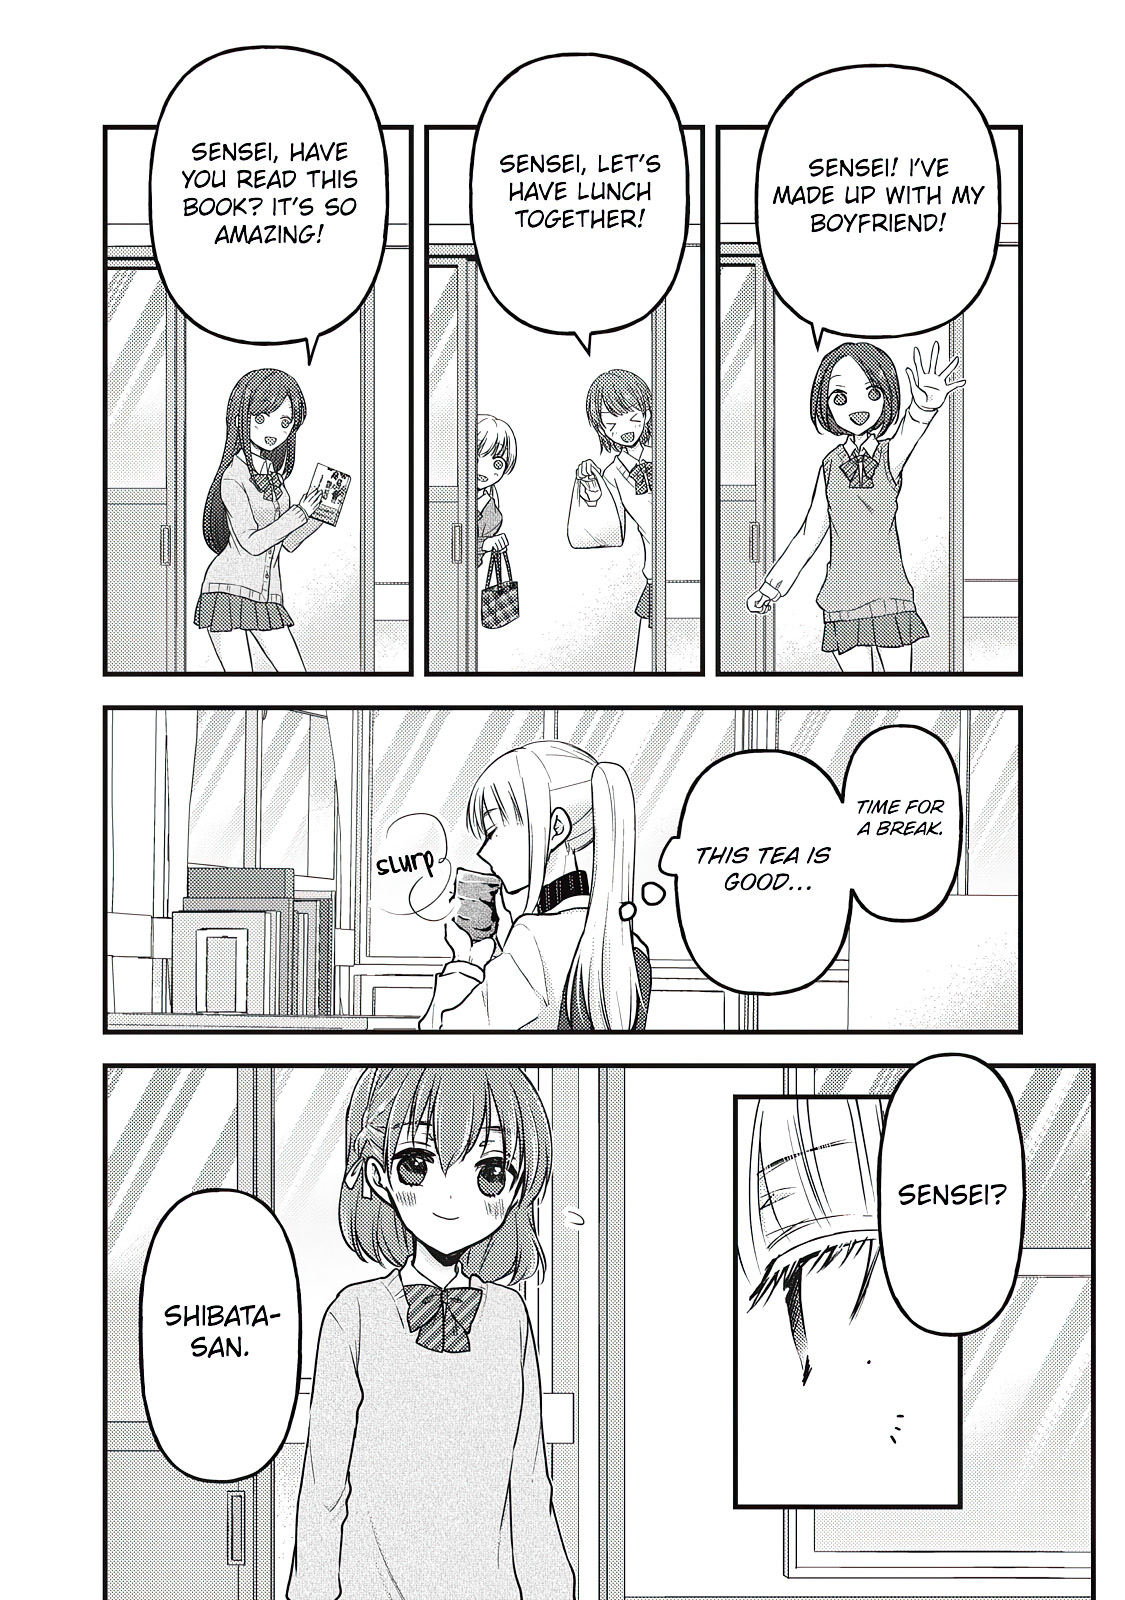 SENSEI! I'VE
MADE UP WITH MY
BOYFRIEND!
SENSEI, LET'S
HAVE LUNCH
TOGETHER!
SENSEI, HAVE
YOU READ THIS
BOOK? IT'S SO
AMAZING!
TIME FOR
A BREAK.
THIS TEA IS
GOOD...
SLURP
SENSEI?
SHIBATA-
SAN.